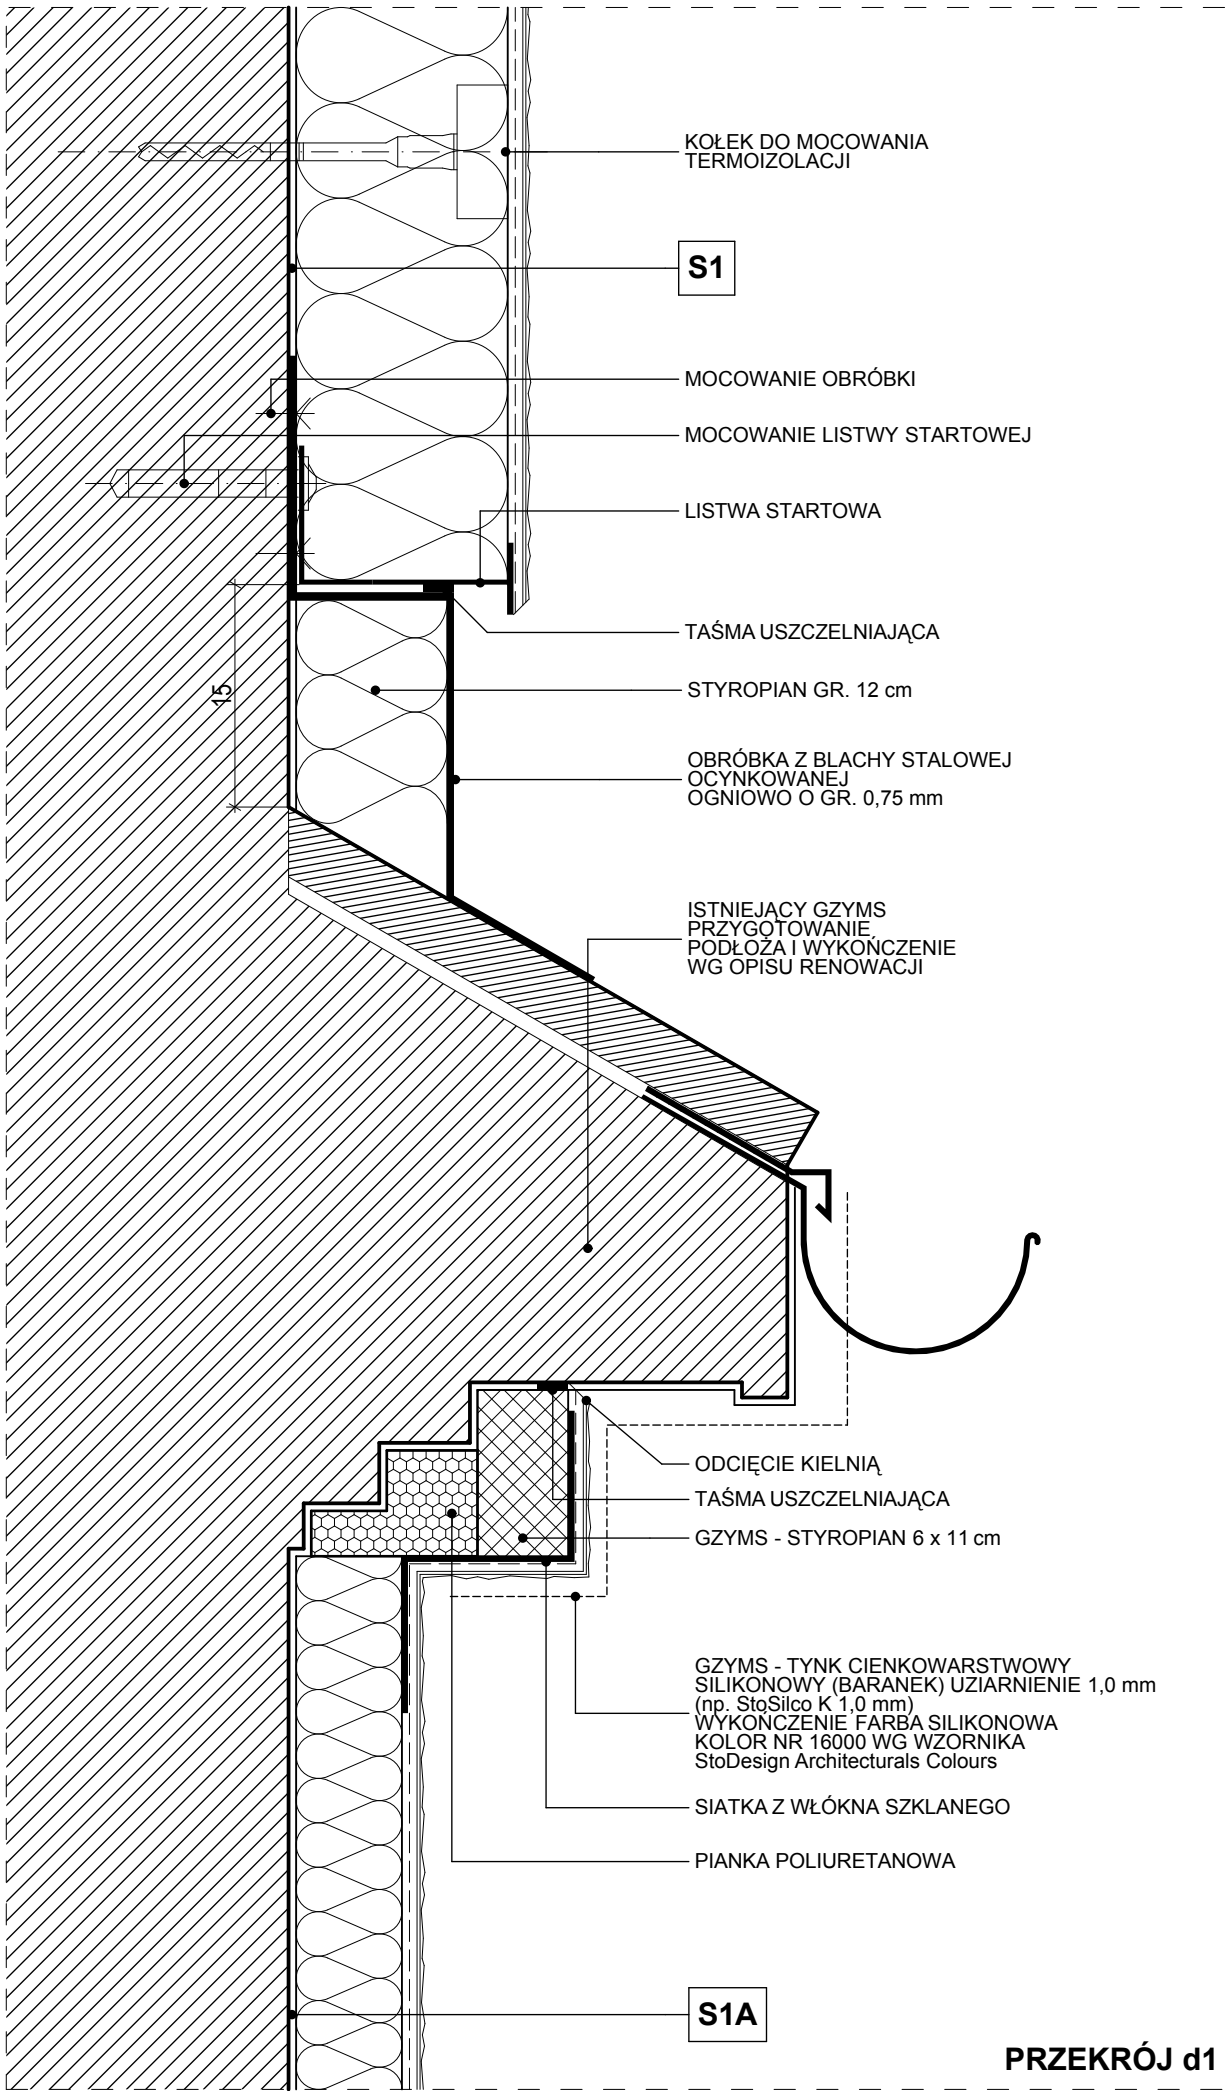 KOŁEK DO MOCOWANIA
TERMOIZOLACJI
S1
MOCOWANIE OBRÓBKI
MOCOWANIE LISTWY STARTOWEJ
LISTWA STARTOWA
TAŚMA USZCZELNIAJĄCA
15
STYROPIAN GR. 12 cm
OBRÓBKA Z BLACHY STALOWEJ
OCYNKOWANEJ
OGNIOWO O GR. 0,75 mm
ISTNIEJĄCY GZYMS
PRZYGOTOWANIE
PODŁOŻA I WYKOŃCZENIE
WG OPISU RENOWACJI
ODCIĘCIE KIELNIĄ
TAŚMA USZCZELNIAJĄCA
GZYMS - STYROPIAN 6 x 11 cm
GZYMS - TYNK CIENKOWARSTWOWY
SILIKONOWY (BARANEK) UZIARNIENIE 1,0 mm
(np. StoSilco K 1,0 mm)
WYKOŃCZENIE FARBA SILIKONOWA
KOLOR NR 16000 WG WZORNIKA
StoDesign Architecturals Colours
SIATKA Z WŁÓKNA SZKLANEGO
PIANKA POLIURETANOWA
S1A
PRZEKRÓJ d1